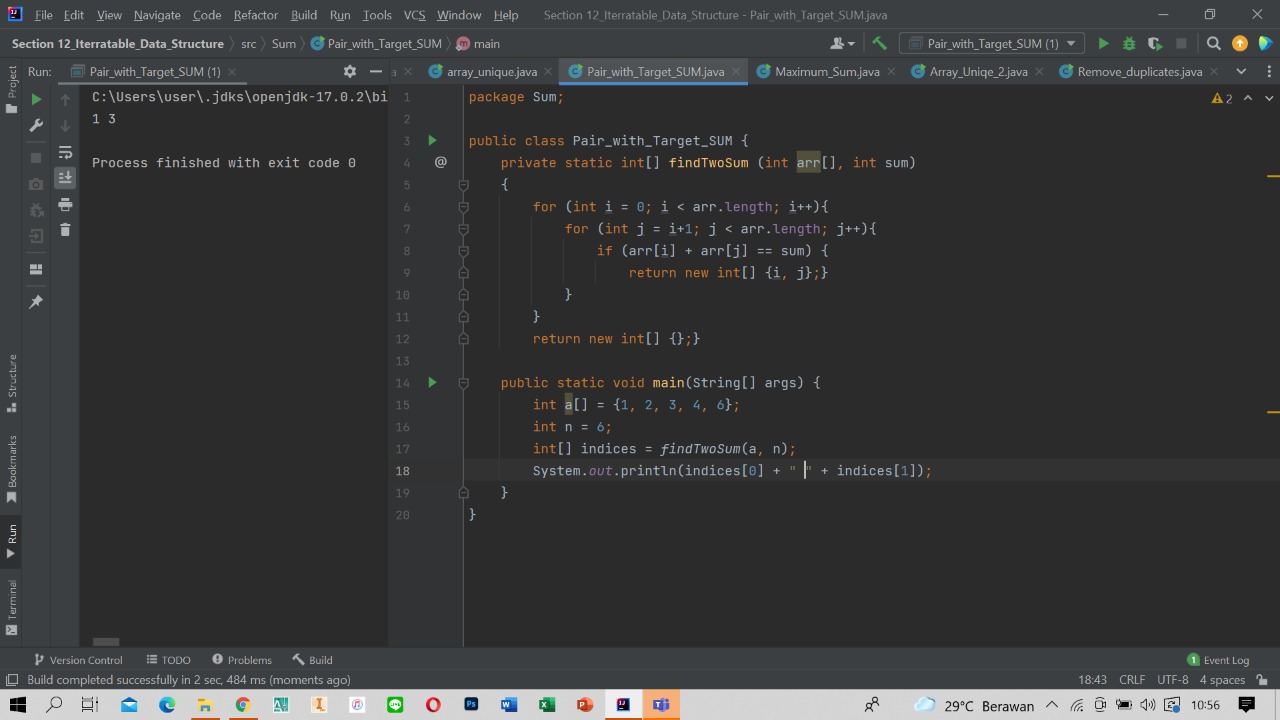 File Edit View Navigate Code Refactor Build Run Tools VCS Window Help Section 12_Iterratable_Data_Structure - Pair_with_Target_SUM.java
Section 12_Iterratable_Data_Structure src Sum Pair_with_Target_SUM main Pair_with_Target_SUM (1)
Run: Pair_with_Target_SUM (1)
array_unique.java Pair_with_Target_SUM.java Maximum_Sum.java Array_Uniqe_2.java Remove_duplicates.java
Project
Structure
Bookmarks
Run
Terminal
C:\Users\user\.jdks\openjdk-17.0.2\bi
1 3
Process finished with exit code 0
2
1 package Sum;
2
3 public class Pair_with_Target_SUM {
4 @ private static int[] findTwoSum (int arr[], int sum)
5 {
6 for (int i = 0; i < arr.length; i++){
7 for (int j = i+1; j < arr.length; j++){
8 if (arr[i] + arr[j] == sum) {
9 return new int[] {i, j};}
10 }
11 }
12 return new int[] {};}
13
14 public static void main(String[] args) {
15 int a[] = {1, 2, 3, 4, 6};
16 int n = 6;
17 int[] indices = findTwoSum(a, n);
18 System.out.println(indices[0] + " " + indices[1]);
19 }
20 }
Version Control TODO Problems Build 1 Event Log
Build completed successfully in 2 sec, 484 ms (moments ago) 18:43 CRLF UTF-8 4 spaces
29°C Berawan 10:56